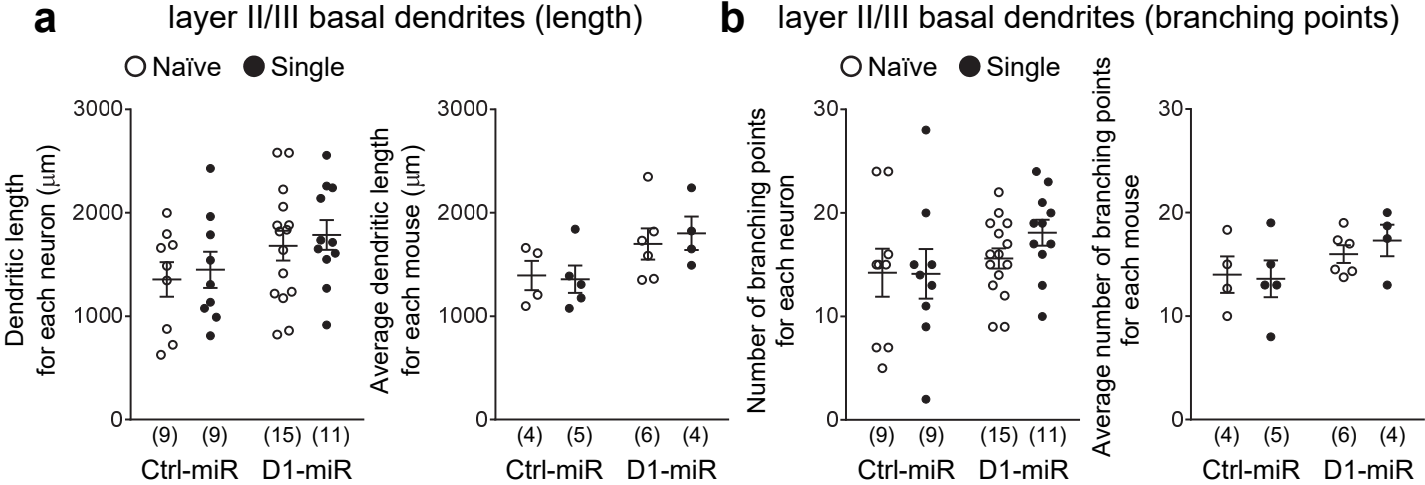 a layer II/III basal dendrites (length)
Naïve Single
Dendritic length
for each neuron (μm)
3000
2000
1000
0
(9) (9) (15) (11)
Ctrl-miR D1-miR
Average dendritic length
for each mouse (μm)
3000
2000
1000
0
(4) (5) (6) (4)
Ctrl-miR D1-miR
b layer II/III basal dendrites (branching points)
Naïve Single
Number of branching points
for each neuron
30
20
10
0
(9) (9) (15) (11)
Ctrl-miR D1-miR
Average number of branching points
for each mouse
30
20
10
0
(4) (5) (6) (4)
Ctrl-miR D1-miR